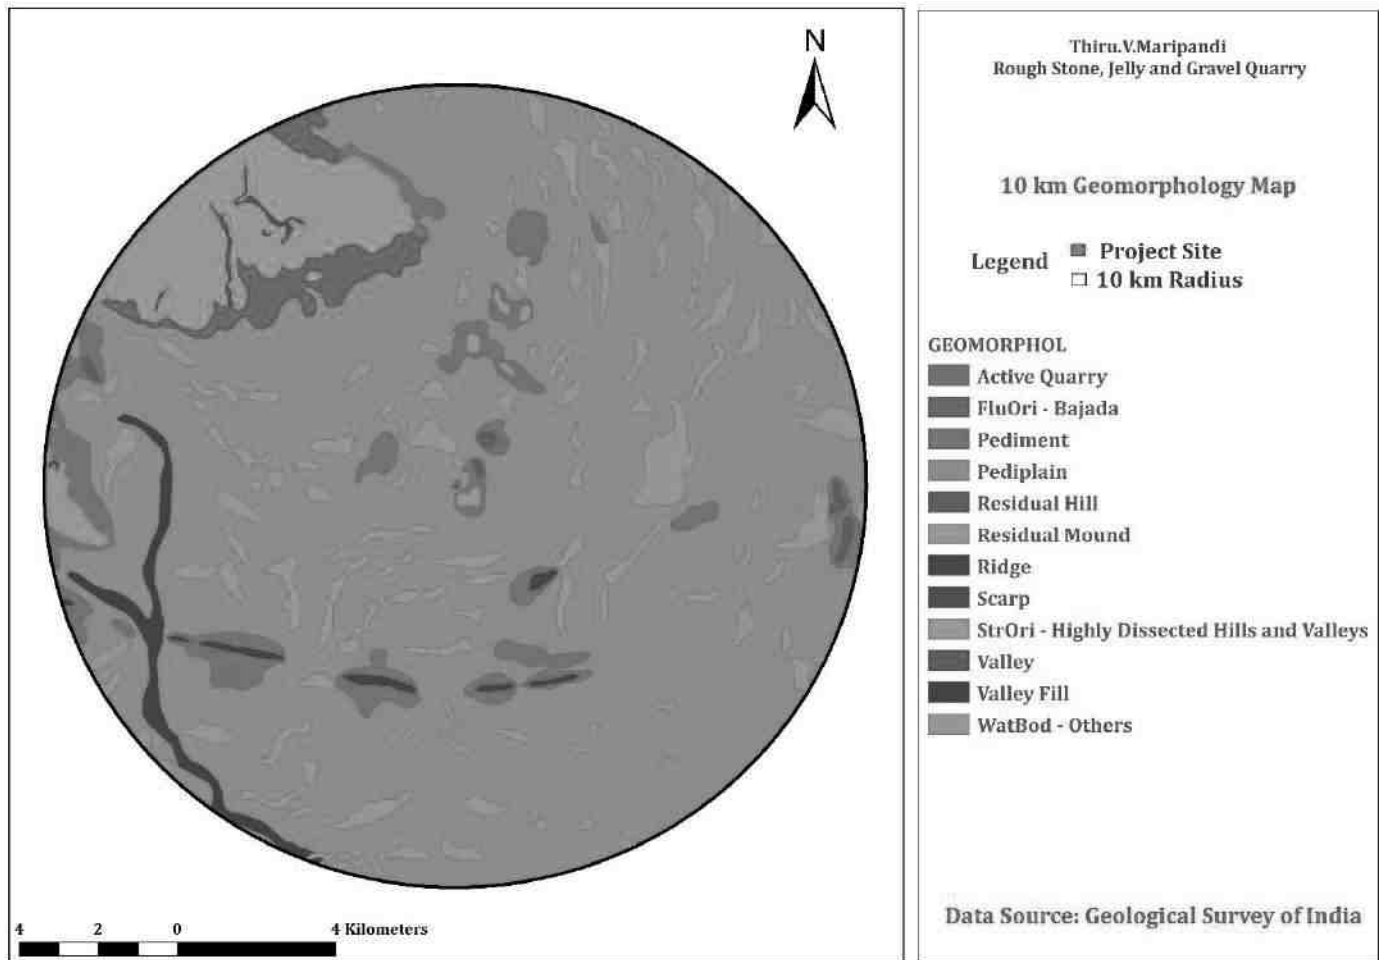 N
4 2 0 4 Kilometers
Thiru.V.Maripandi
Rough Stone, Jelly and Gravel Quarry
10 km Geomorphology Map
Legend
Project Site
10 km Radius
GEOMORPHOL
Active Quarry
FluOri - Bajada
Pediment
Pediplain
Residual Hill
Residual Mound
Ridge
Scarp
StrOri - Highly Dissected Hills and Valleys
Valley
Valley Fill
WatBod - Others
Data Source: Geological Survey of India